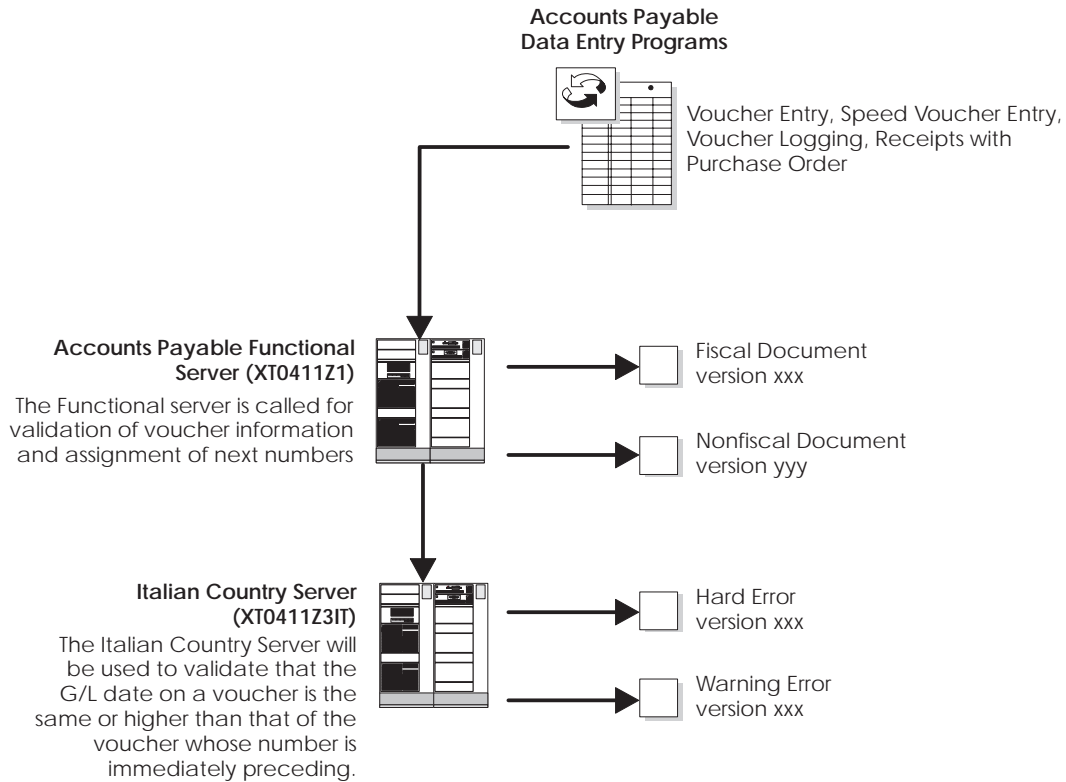 Accounts Payable
Data Entry Programs
Voucher Entry, Speed Voucher Entry,
Voucher Logging, Receipts with
Purchase Order
Accounts Payable Functional
Server (XT0411Z1)
The Functional server is called for
validation of voucher information
and assignment of next numbers
Fiscal Document
version xxx
Nonfiscal Document
version yyy
Italian Country Server
(XT0411Z3IT)
The Italian Country Server will
be used to validate that the
G/L date on a voucher is the
same or higher than that of the
voucher whose number is
immediately preceding.
Hard Error
version xxx
Warning Error
version xxx